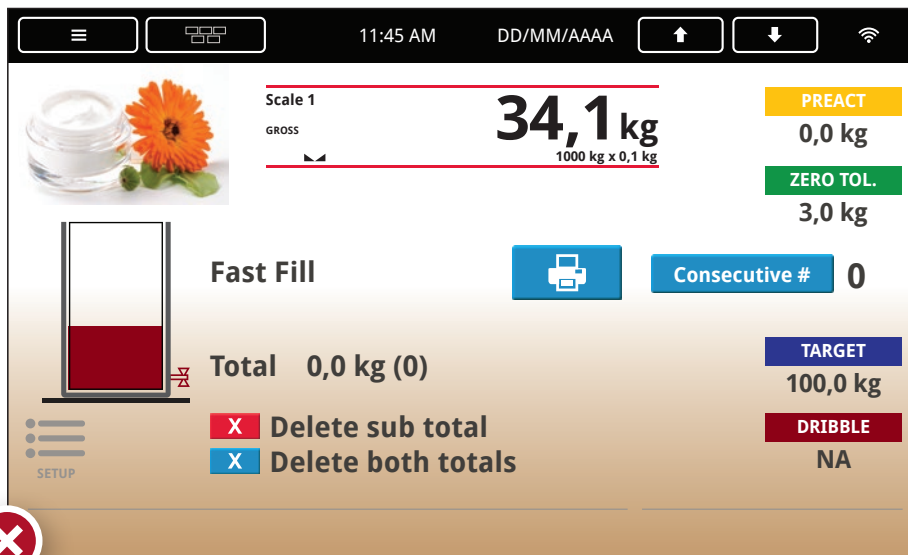 11:45 AM DD/MM/AAAA
Scale 1
GROSS
34,1 kg
1000 kg x 0,1 kg
PREACT
0,0 kg
ZERO TOL.
3,0 kg
Fast Fill
Consecutive # 0
Total 0,0 kg (0)
TARGET
100,0 kg
X Delete sub total
X Delete both totals
DRIBBLE
NA
SETUP